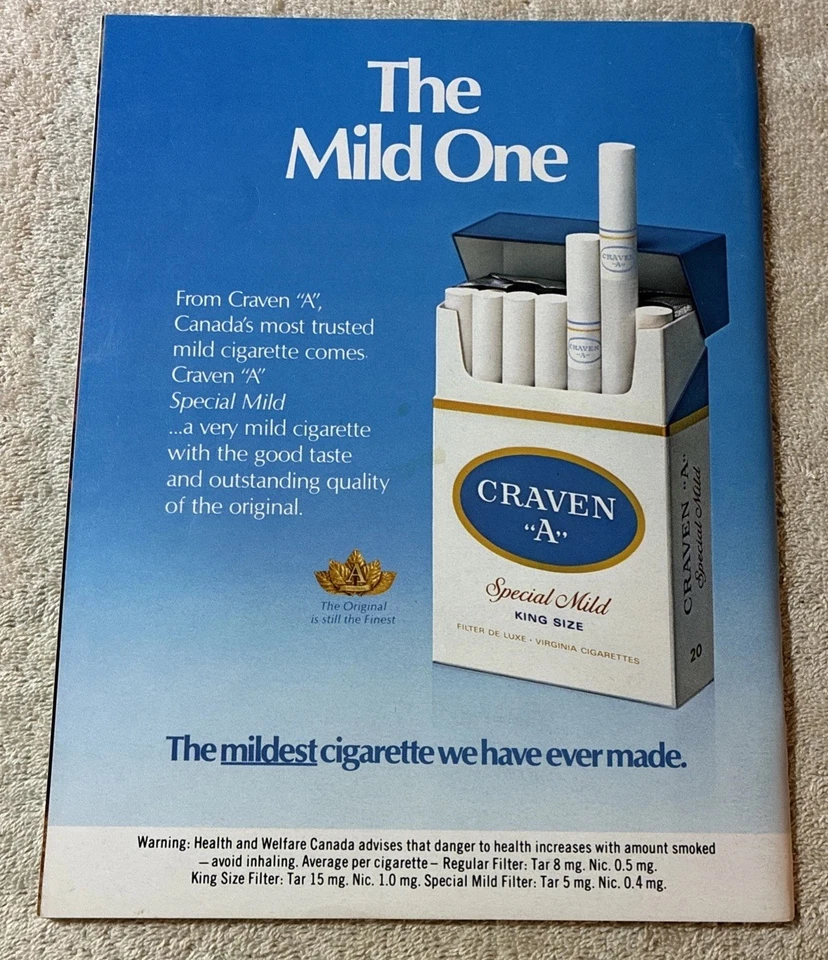 The
Mild One
From Craven “A”,
Canada's most trusted
mild cigarette comes
Craven “A”
Special Mild
...a very mild cigarette
with the good taste
and outstanding quality
of the original.
A
The Original
is still the Finest
CRAVEN
“A”
CRAVEN
“A”
CRAVEN
“A”
Special Mild
KING SIZE
FILTER DE LUXE • VIRGINIA CIGARETTES
CRAVEN “A”
Special Mild
20
The mildest cigarette we have ever made.
Warning: Health and Welfare Canada advises that danger to health increases with amount smoked
— avoid inhaling. Average per cigarette – Regular Filter: Tar 8 mg. Nic. 0.5 mg.
King Size Filter: Tar 15 mg. Nic. 1.0 mg. Special Mild Filter: Tar 5 mg. Nic. 0.4 mg.